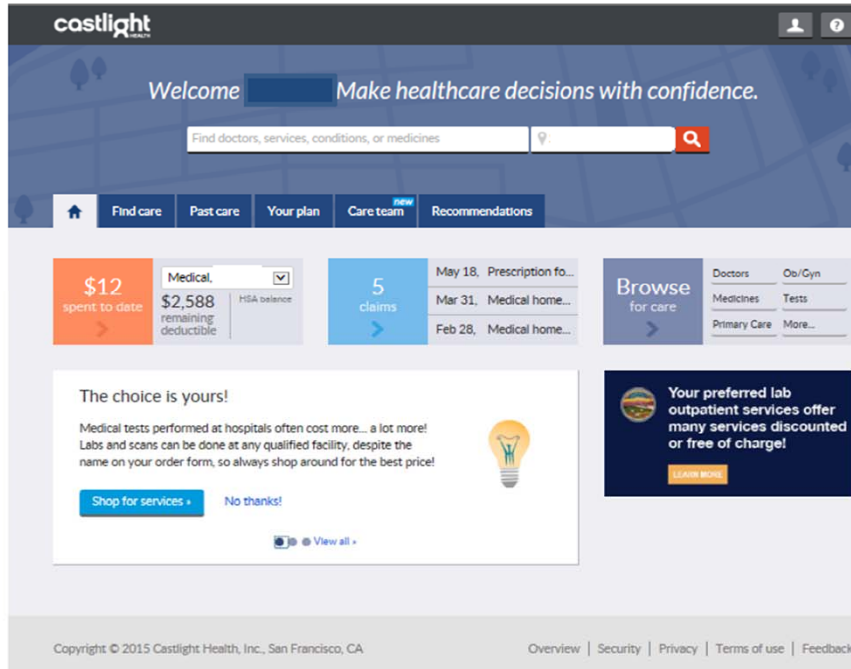 castlight
HEALTH
Welcome Make healthcare decisions with confidence.
Find doctors, services, conditions, or medicines
Find care
Past care
Your plan
Care team
new
Recommendations
$12
spent to date
Medical,
$2,588
remaining
deductible
HSA balance
5
claims
May 18, Prescription fo...
Mar 31, Medical home...
Feb 28, Medical home...
Browse
for care
Doctors Ob/Gyn
Medicines Tests
Primary Care More...
The choice is yours!
Medical tests performed at hospitals often cost more... a lot more!
Labs and scans can be done at any qualified facility, despite the
name on your order form, so always shop around for the best price!
Shop for services »
No thanks!
View all »
Your preferred lab
outpatient services offer
many services discounted
or free of charge!
LEARN MORE
Copyright © 2015 Castlight Health, Inc., San Francisco, CA
Overview | Security | Privacy | Terms of use | Feedback